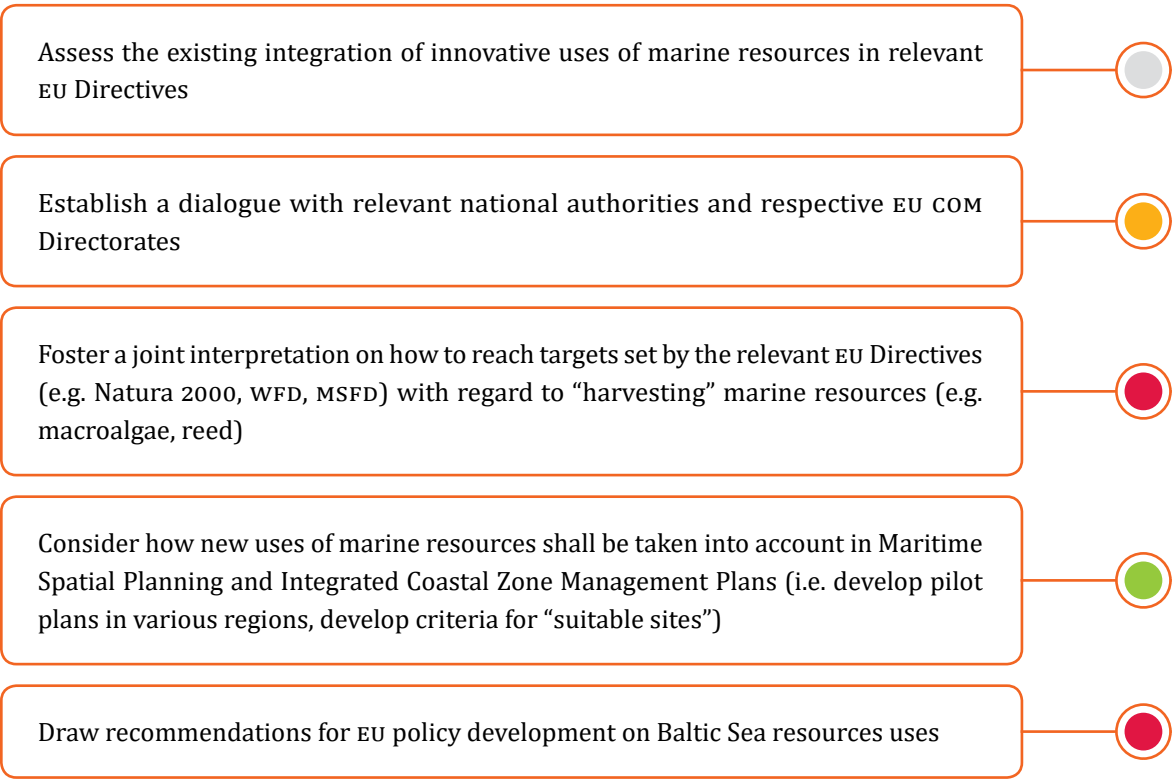 Assess the existing integration of innovative uses of marine resources in relevant
EU Directives
Establish a dialogue with relevant national authorities and respective EU COM
Directorates
Foster a joint interpretation on how to reach targets set by the relevant EU Directives
(e.g. Natura 2000, WFD, MSFD) with regard to “harvesting” marine resources (e.g.
macroalgae, reed)
Consider how new uses of marine resources shall be taken into account in Maritime
Spatial Planning and Integrated Coastal Zone Management Plans (i.e. develop pilot
plans in various regions, develop criteria for “suitable sites”)
Draw recommendations for EU policy development on Baltic Sea resources uses